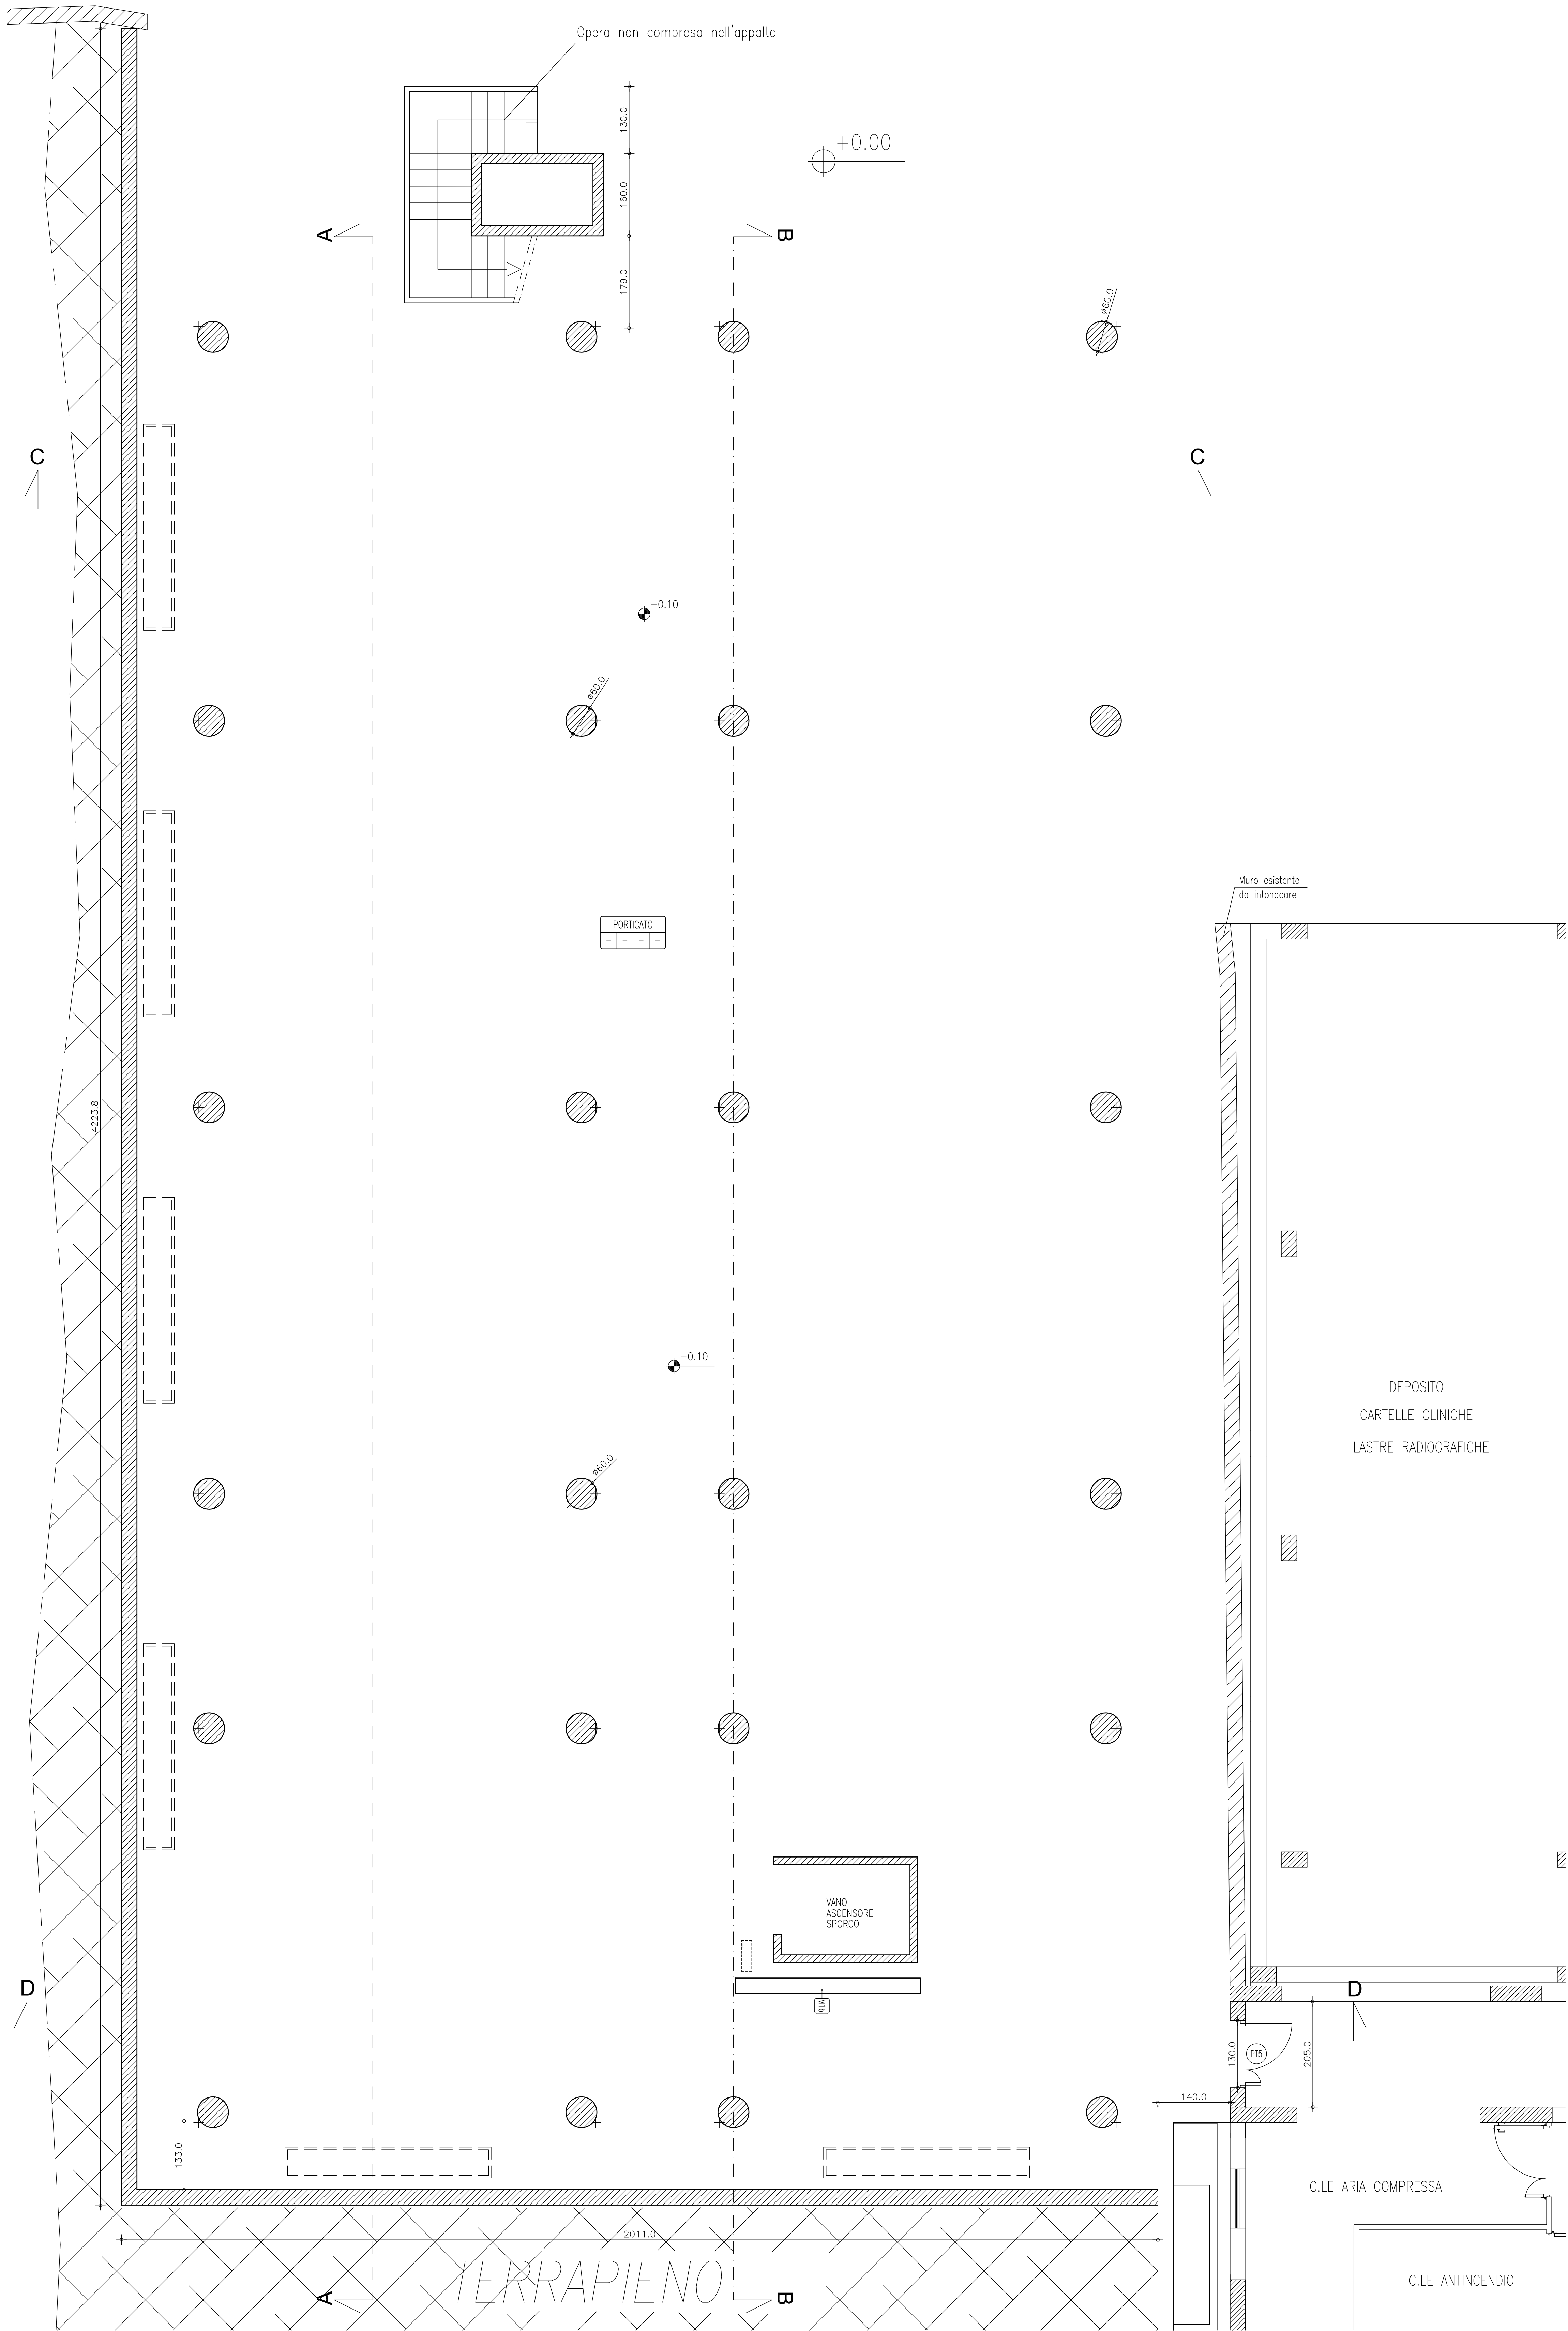 Opera non compresa nell'appalto
130.0
+0.00
160.0
A
B
179.0
ø60.0
C
C
-0.10
ø60.0
Muro esistente
da intonacare
PORTICATO
- - - -
4223.8
-0.10
DEPOSITO
CARTELLE CLINICHE
LASTRE RADIOGRAFICHE
ø60.0
VANO
ASCENSORE
SPORCO
D
D
M1b
130.0
PT5
205.0
140.0
133.0
C.LE ARIA COMPRESSA
2011.0
TERRAPIENO
A
B
C.LE ANTINCENDIO